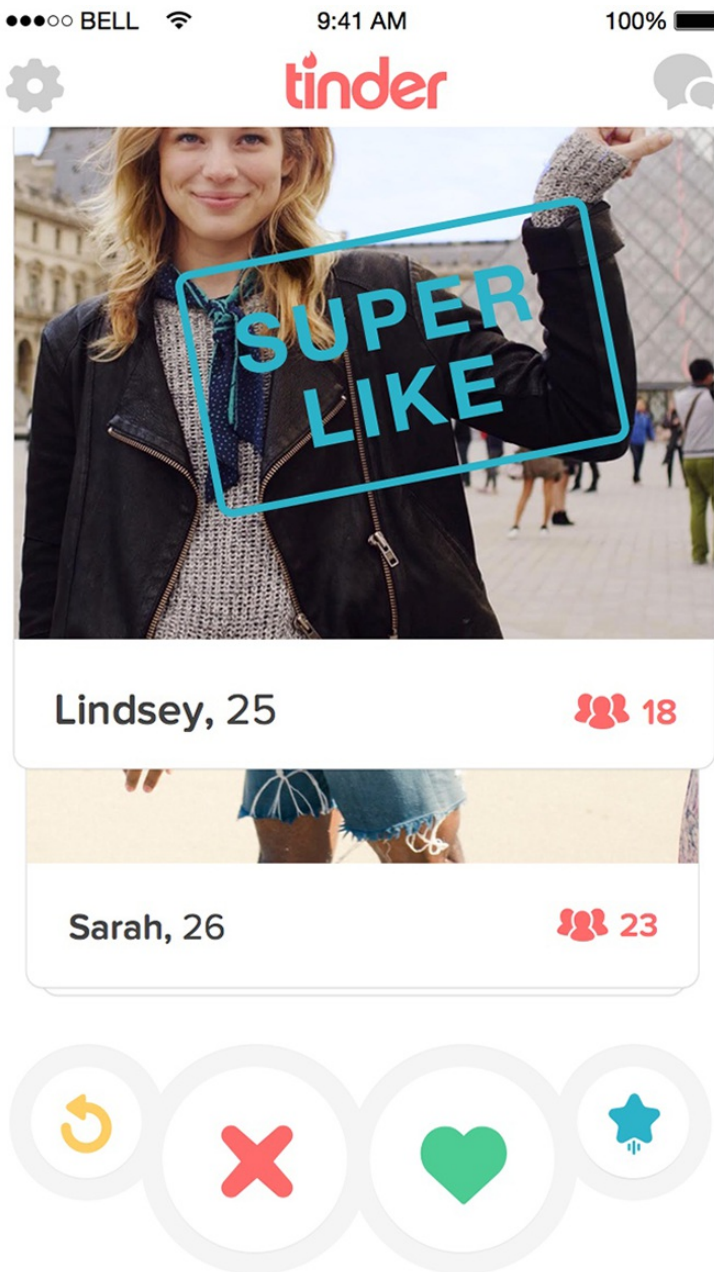 BELL 9:41 AM 100%
tinder
SUPER
LIKE
Lindsey, 25 18
Sarah, 26 23